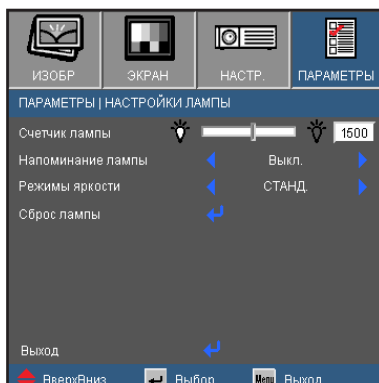 ИЗОБР ЭКРАН НАСТР. ПАРАМЕТРЫ
ПАРАМЕТРЫ | НАСТРОЙКИ ЛАМПЫ
Счетчик лампы 1500
Напоминание лампы Выкл.
Режимы яркости СТАНД.
Сброс лампы
Выход
ВверхВниз Выбор Menu Выход